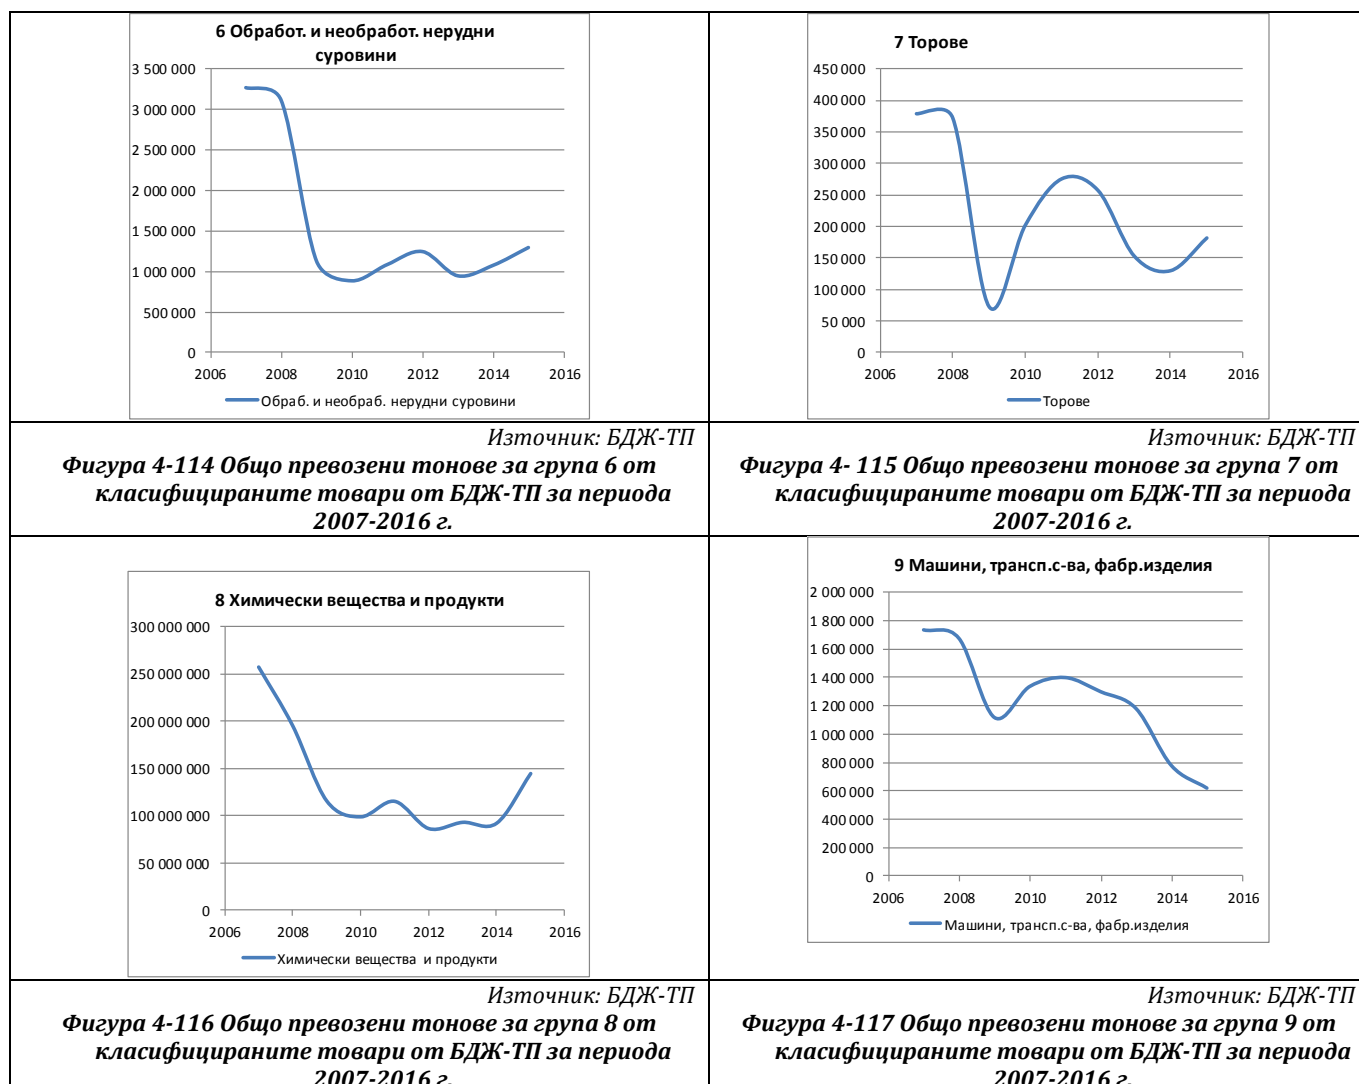 6 Обработ. и необработ. нерудни
суровини
3 500 000
3 000 000
2 500 000
2 000 000
1 500 000
1 000 000
500 000
0
2006 2008 2010 2012 2014 2016
Обраб. и необраб. нерудни суровини
Източник: БДЖ-ТП
Фигура 4-114 Общо превозени тонове за група 6 от
класифицираните товари от БДЖ-ТП за периода
2007-2016 г.
7 Торове
450 000
400 000
350 000
300 000
250 000
200 000
150 000
100 000
50 000
0
2006 2008 2010 2012 2014 2016
Торове
Източник: БДЖ-ТП
Фигура 4- 115 Общо превозени тонове за група 7 от
класифицираните товари от БДЖ-ТП за периода
2007-2016 г.
8 Химически вещества и продукти
300 000 000
250 000 000
200 000 000
150 000 000
100 000 000
50 000 000
0
2006 2008 2010 2012 2014 2016
Химически вещества и продукти
Източник: БДЖ-ТП
Фигура 4-116 Общо превозени тонове за група 8 от
класифицираните товари от БДЖ-ТП за периода
2007-2016 г.
9 Машини, трансп.с-ва, фабр.изделия
2 000 000
1 800 000
1 600 000
1 400 000
1 200 000
1 000 000
800 000
600 000
400 000
200 000
0
2006 2008 2010 2012 2014 2016
Машини, трансп.с-ва, фабр.изделия
Източник: БДЖ-ТП
Фигура 4-117 Общо превозени тонове за група 9 от
класифицираните товари от БДЖ-ТП за периода
2007-2016 г.